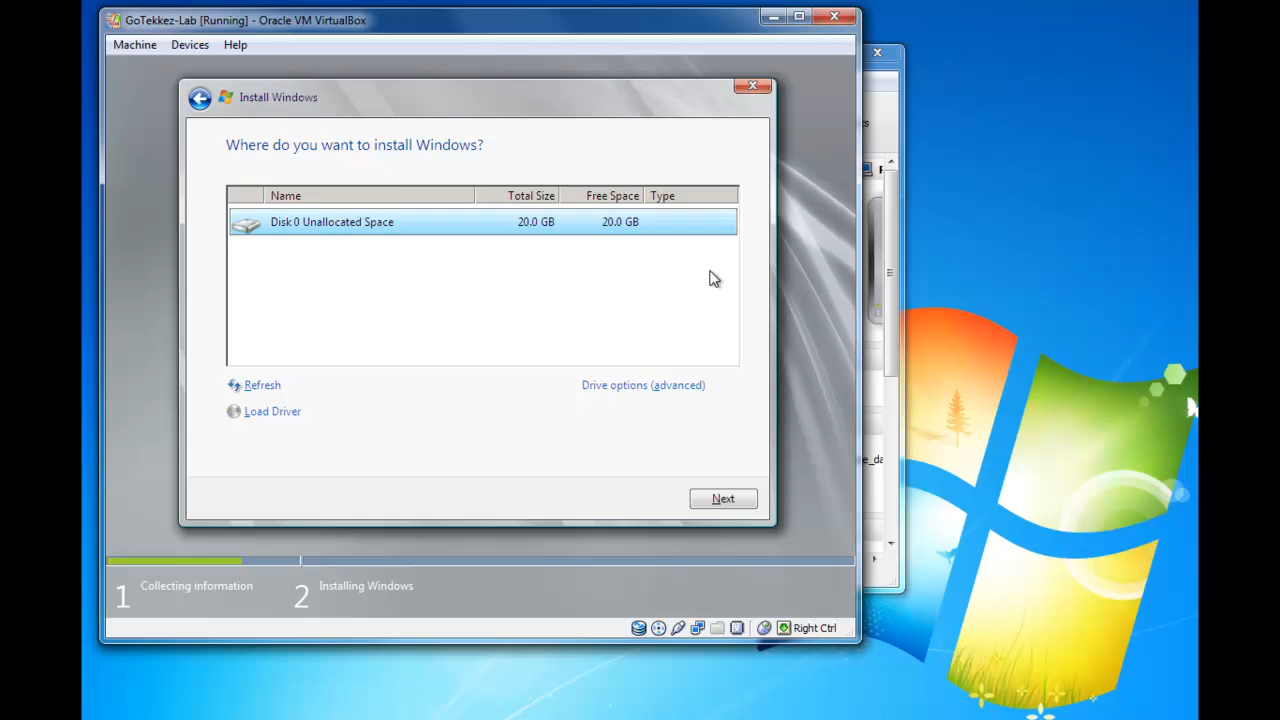 GoTekkez-Lab [Running] - Oracle VM VirtualBox
Machine Devices Help
Install Windows
Where do you want to install Windows?
Name Total Size Free Space Type
Disk 0 Unallocated Space 20.0 GB 20.0 GB
Refresh Drive options (advanced)
Load Driver
Next
1 Collecting information 2 Installing Windows
Right Ctrl